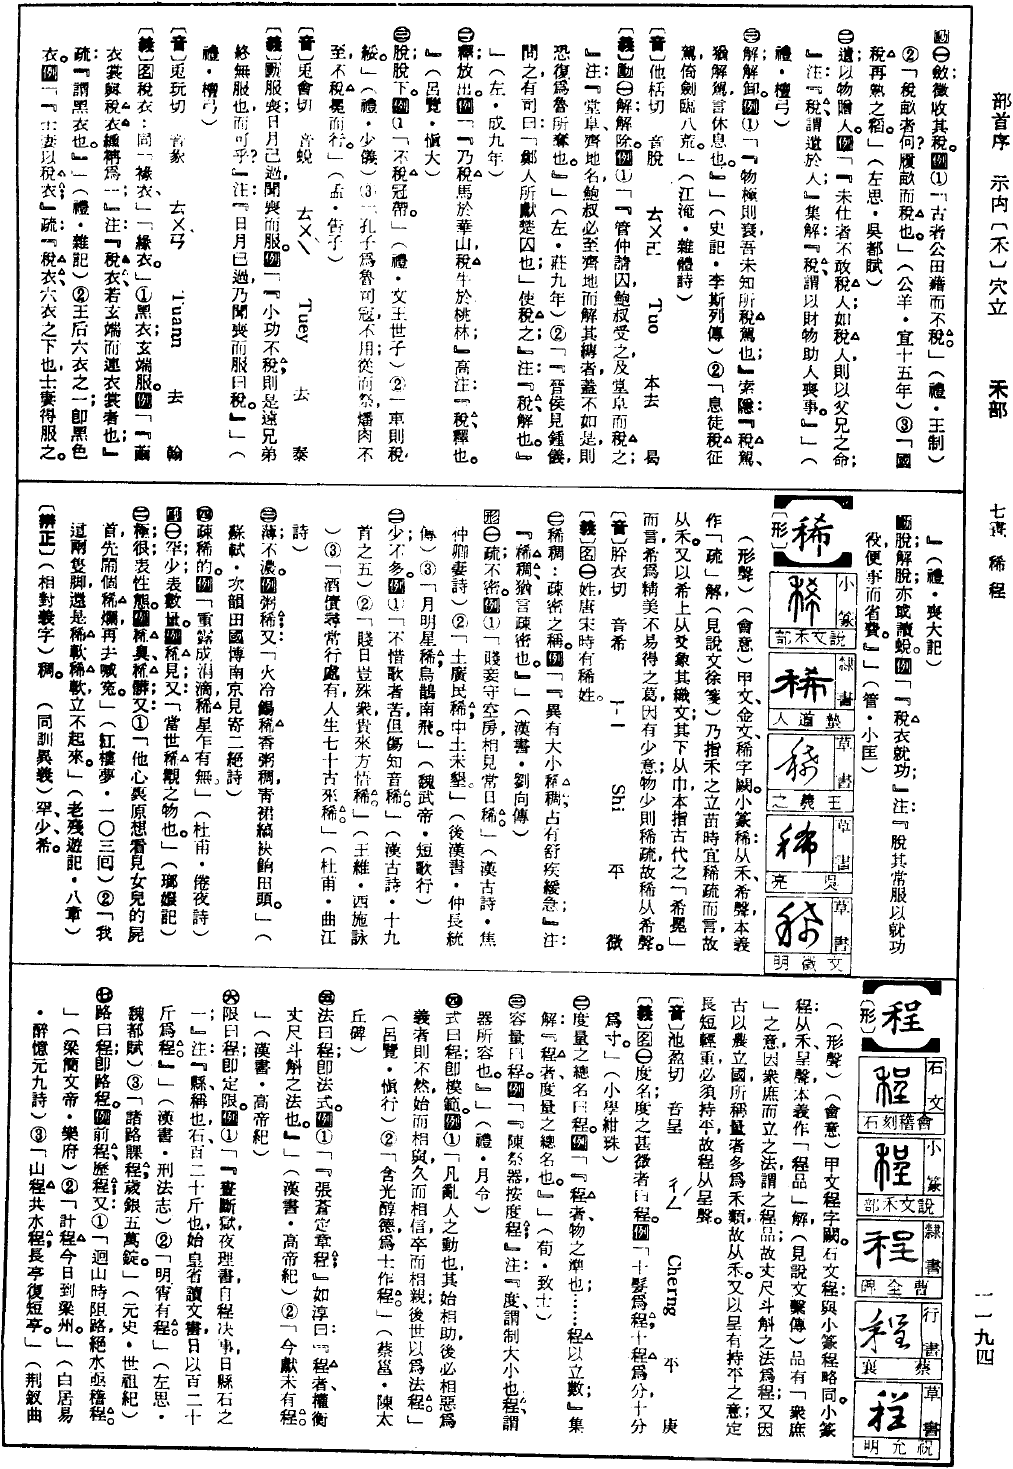 部首序 示内〔禾〕穴立 禾部 七畫 稀 程 一一九四
動㊀斂徵收其稅。例①「古者公田藉而不稅。」(禮·王制)
②「稅畝者何?履畝而稅也。」(公羊·宣十五年)③「國
稅再熟之稻。」(左思·吳都賦)
㊁遺以物贈人。例「『未仕者不敢稅人;如稅人,則以父兄之命;
』注:『稅謂遺於人;』集解:『稅,謂以財物助人喪事。』」(
禮·檀弓)
㊂解解卸。例①「『物極則衰,吾未知所稅駕也;』索隱:『稅駕,
猶解駕,言休息也。』」(史記·李斯列傳)②「息徒稅征
駕,倚劍臨八荒。」(江淹·雜體詩)
〔音〕他括切 音脫 ㄊㄨㄛ Tuo 本去 曷
〔義〕動㊀解解除。例①「『管仲請囚,鮑叔受之,及堂阜而稅之;
』注:『堂阜,齊地名,鮑叔必至齊地而解其縛者,蓋不如是,則
恐復爲魯所奪也。』」(左·莊九年)②「『晉侯見鍾儀,
問之,有司曰:「鄭人所獻楚囚也,」使稅之;』注:『稅,解也。』
」(左·成九年)
㊁釋放出。例「『乃稅馬於華山,稅牛於桃林;』高注:『稅,釋也。
』」(呂覽·愼大)
㊂脫脫下。例①「不稅冠帶。」(禮·文王世子)②「車則稅
綏。」(禮·少儀)③「孔子爲魯司寇,不用,從而祭,燔肉不
至,不稅冕而行。」(孟·告子)
〔音〕兎會切 音蛻 ㄊㄨㄟ Tuey 去 泰
〔義〕動服喪日月已過,聞喪而服。例「『小功不稅,則是遠兄弟
終無服也,而可乎?』注:『日月已過,乃聞喪而服,曰稅。』」(
禮·檀弓)
〔音〕兎玩切 音彖 ㄊㄨㄢ Tuann 去 翰
〔義〕名稅衣:同「褖衣」「緣衣。」①黑衣;玄端服。例「『繭
衣裳與稅衣纁袡爲一;』注:『稅衣,若玄端而連衣裳者也;』
疏:『謂黑衣也。』」(禮·雜記)②王后六衣之一,卽黑色
衣。例「『士妻以稅衣;』疏:『稅衣,六衣之下也,士妻得服之。
』」(禮·喪大記)
動脫解脫,亦或讀蛻。例「『稅衣就功;』注:『脫其常服,以就功
役,便事而省費。』」(管·小匡)
稀
〔形〕
小篆 說文禾部
隸書 㷀道人
草書 王羲之
草書 吳亮
草書 文徵明
(形聲)(會意)甲文、金文稀字闕。小篆稀:从禾,希聲,本義
作「疏」解(見說文徐箋),乃指禾之立苗時宜稀疏而言,故
从禾。又以希上从爻,象其織文;其下从巾,本指古代之「希冕」
而言,希爲精美不易得之葛,因有少意,物少則稀疏,故稀从希聲。
〔音〕䏔衣切 音希 ㄒㄧ Shi 平 微
〔義〕名㊀姓,唐宋時有稀姓。
㊁稀稠:疏密之稱。例「『異有大小稀稠,占有舒疾緩急;』注:
『稀稠,猶言疏密也。』」(漢書·劉向傳)
形㊀疏不密。例①「賤妾守空房,相見常日稀。」(漢古詩·焦
仲卿妻詩)②「土廣民稀,中土未墾。」(後漢書·仲長統
傳)③「月明星稀,烏鵲南飛。」(魏武帝·短歌行)
㊁少不多。例①「不惜歌者苦,但傷知音稀。」(漢古詩·十九
首之五)②「賤日豈殊衆,貴來方悟稀。」(王維·西施詠
)③「酒債尋常行處有,人生七十古來稀。」(杜甫·曲江
詩)
㊂薄不濃。例粥稀;又:「火冷錫稀杏粥稠,靑裙縞袂餉田頭。」(
蘇軾·次韻田國博南京見寄二絕詩)
㊃疎稀的。例「重露成涓滴,稀星乍有無。」(杜甫·倦夜詩)
副㊀罕少表數量。例稀見;又:「當世稀覯之物也。」(瑯嬛記)
㊁極很表性態。例稀臭;稀髒;又①「他心裏原想看見女兒的屍
首,先鬧個稀爛,再去喊寃。」(紅樓夢·一〇三回)②「我
這兩隻脚,還是稀軟稀軟,立不起來。」(老殘遊記·八章)
〔辨正〕(相對義字)稠。 (同訓異義)罕、少、希。
程
〔形〕
石文 會稽刻石
小篆 說文禾部
隸書 曹全碑
行書 蔡襄
草書 祝允明
(形聲)(會意)甲文程字闕。石文程:與小篆程略同。小篆
程:从禾,呈聲,本義作「程品」解(見說文繫傳),品有「衆庶
」之意,因衆庶而立之法,謂之程品,故丈尺斗斛之法爲程;又因
古以農立國,所稱量者多爲禾類,故从禾。又以呈有持平之意,定
長短輕重必須持平,故程从呈聲。
〔音〕池盈切 音呈 ㄔㄥˊ Cherng 平 庚
〔義〕名㊀度名,度之甚微者曰程。例「十髮爲程,十程爲分,十分
爲寸。」(小學紺珠)
㊁度量之總名曰程。例「『程者,物之準也;……程以立數;』集
解:『程者,度量之總名也。』」(荀·致士)
㊂容量曰程。例「『陳祭器,按度程;』注:『度謂制大小也,程謂
器所容也。』」(禮·月令)
㊃式曰程,卽模範。例①「凡亂人之動也,其始相助,後必相惡;爲
義者則不然,始而相與,久而相信,卒而相親,後世以爲法程。」
(呂覽·愼行)②「含光醇德,爲士作程。」(蔡邕·陳太
丘碑)
㊄法曰程,卽法式。例①「『張蒼定章程;』如淳曰:『程者,權衡
丈尺斗斛之法也。』」(漢書·高帝紀)②「今獻未有程。
」(漢書·高帝紀)
㊅限曰程,卽定限。例①「『晝斷獄,夜理書,自程決事,日縣石之
一;』注:『縣,稱也,石,百二十斤也,始皇省讀文書,日以百二十
斤爲程。』」(漢書·刑法志)②「明宵有程。」(左思·
魏都賦)③「諸路課程,歲銀五萬錠。」(元史·世祖紀)
㊆路曰程,卽路程。例前程;歷程;又①「迴山時阻路,絕水亟稽程。
」(梁簡文帝·樂府)②「計程今日到梁州。」(白居易
·醉憶元九詩)③「山程共水程,長亭復短亭。」(荆釵曲